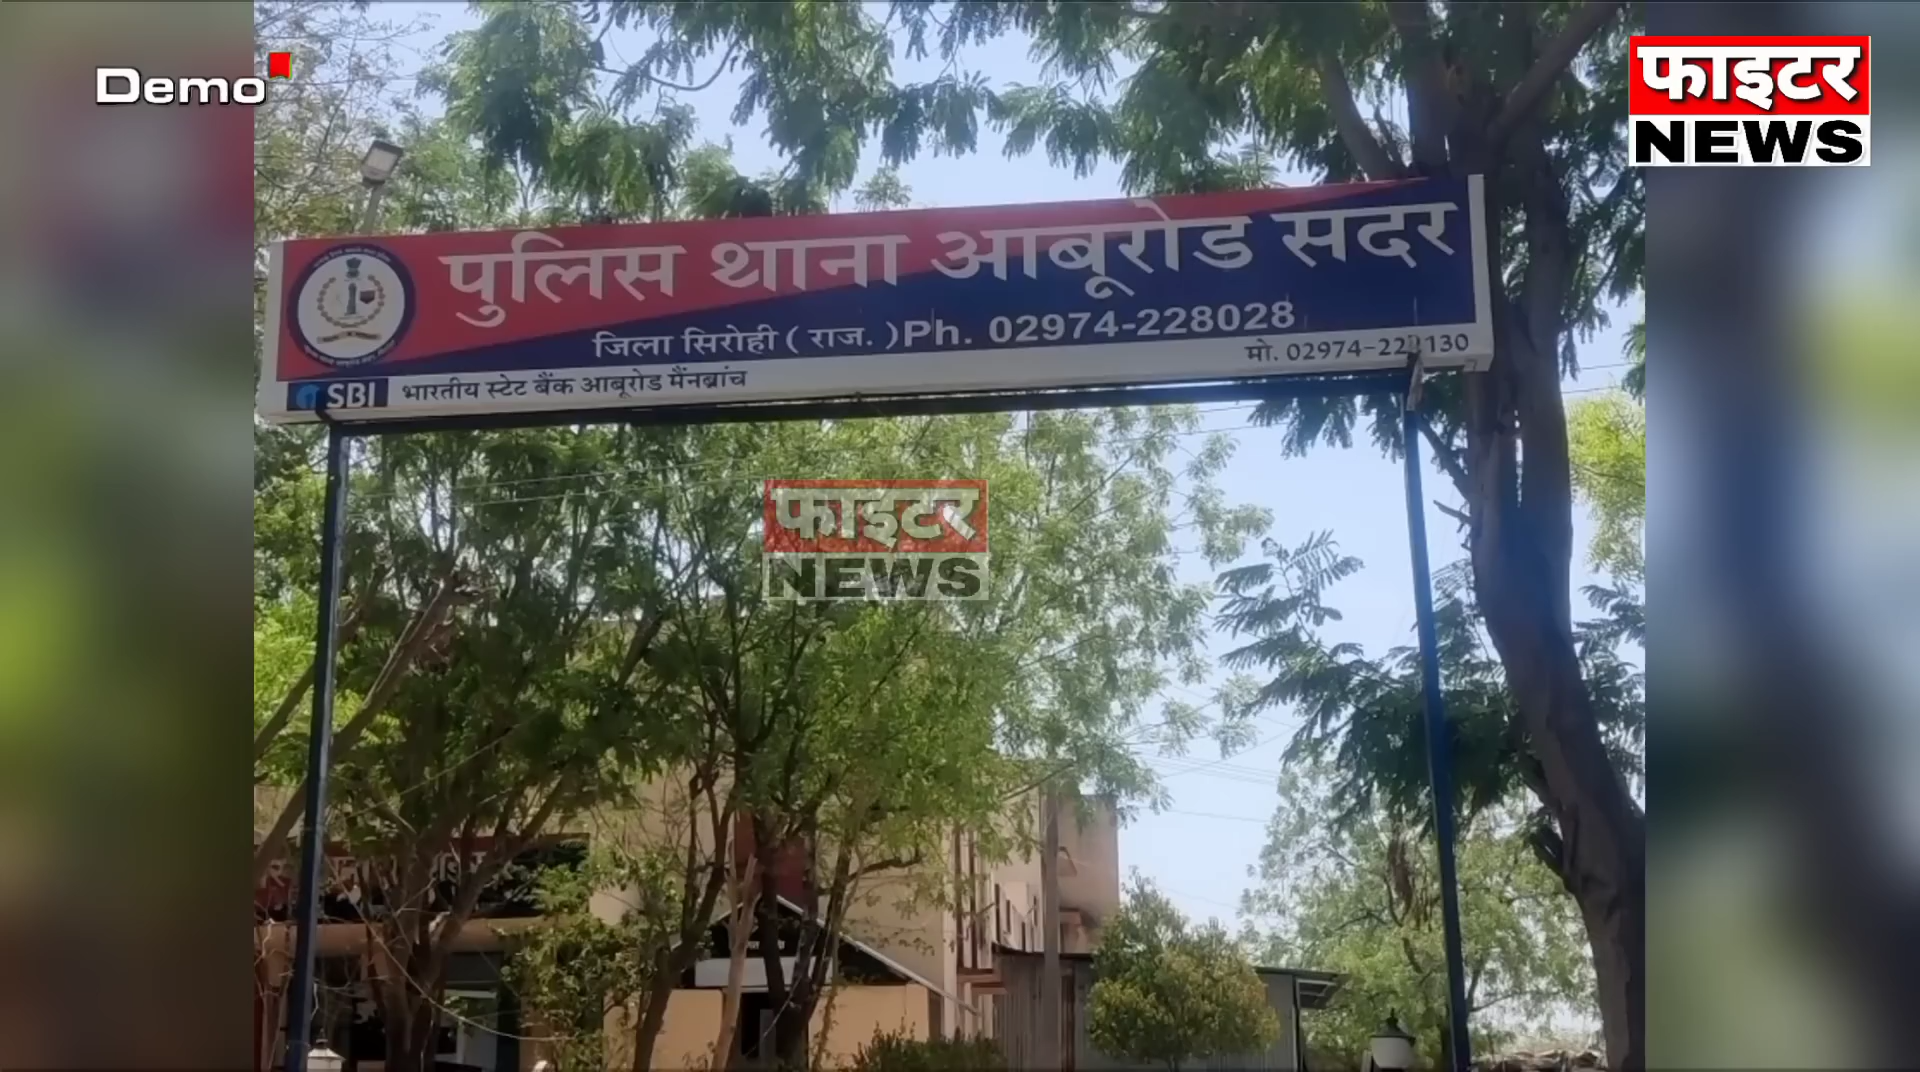 Demo
फाइटर
NEWS
पुलिस थाना आबूरोड सदर
जिला सिरोही ( राज. ) Ph. 02974-228028
SBI भारतीय स्टेट बैंक आबूरोड मैंनब्रांच
मो.
फाइटर
NEWS